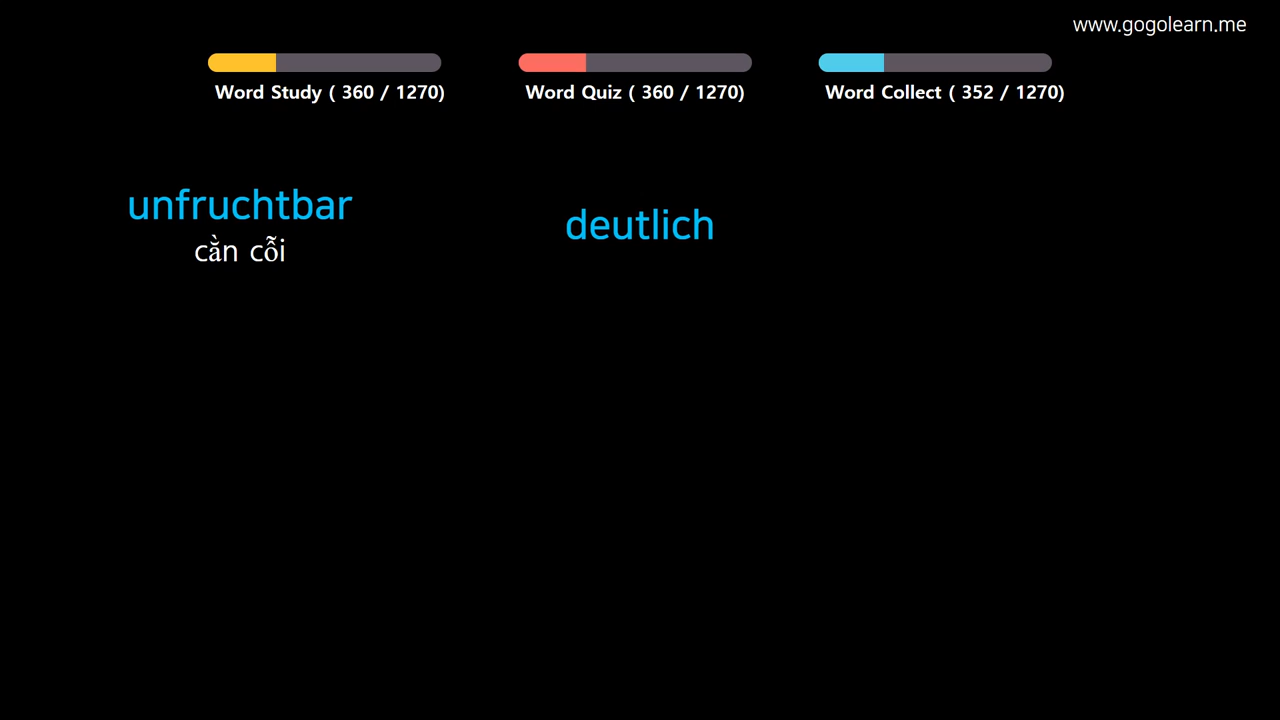 www.gogolearn.me
Word Study ( 360 / 1270)
Word Quiz ( 360 / 1270)
Word Collect ( 352 / 1270)
unfruchtbar
cằn cỗi
deutlich